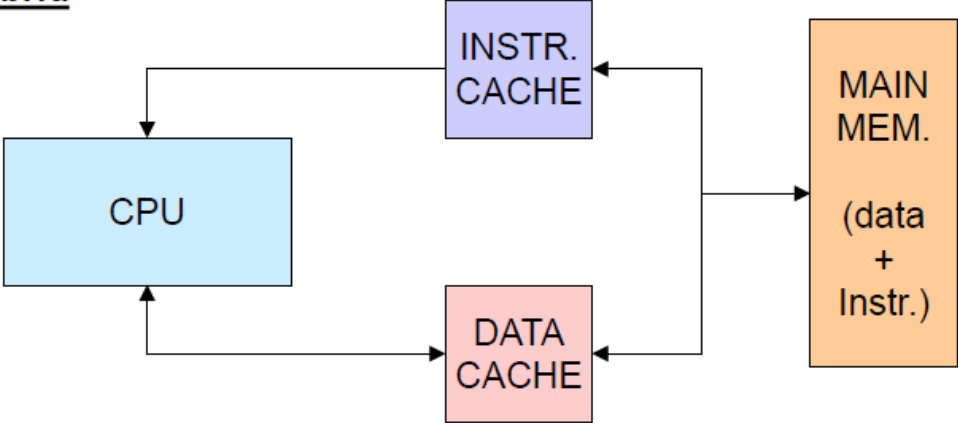 INSTR.
CACHE
MAIN
MEM.
(data
+
Instr.)
CPU
DATA
CACHE